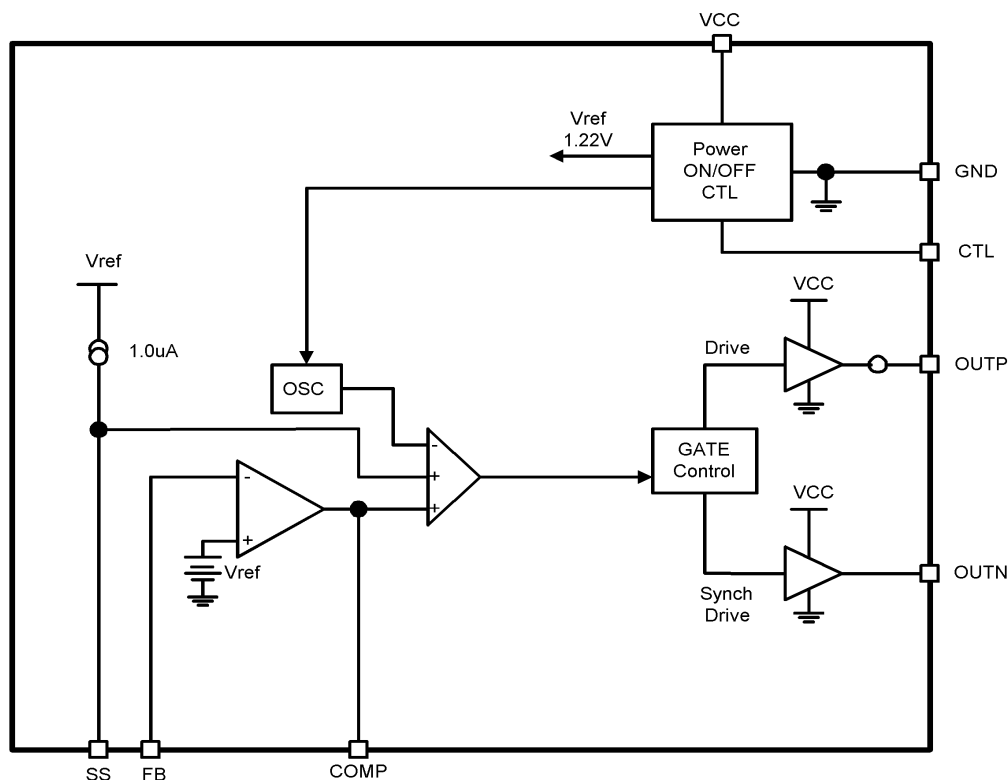 VCC
Vref
1.22V
Power
ON/OFF
CTL
GND
CTL
Vref
1.0uA
VCC
Drive
OUTP
OSC
-
+
+
GATE
Control
-
+
Vref
VCC
OUTN
Synch
Drive
SS
FB
COMP